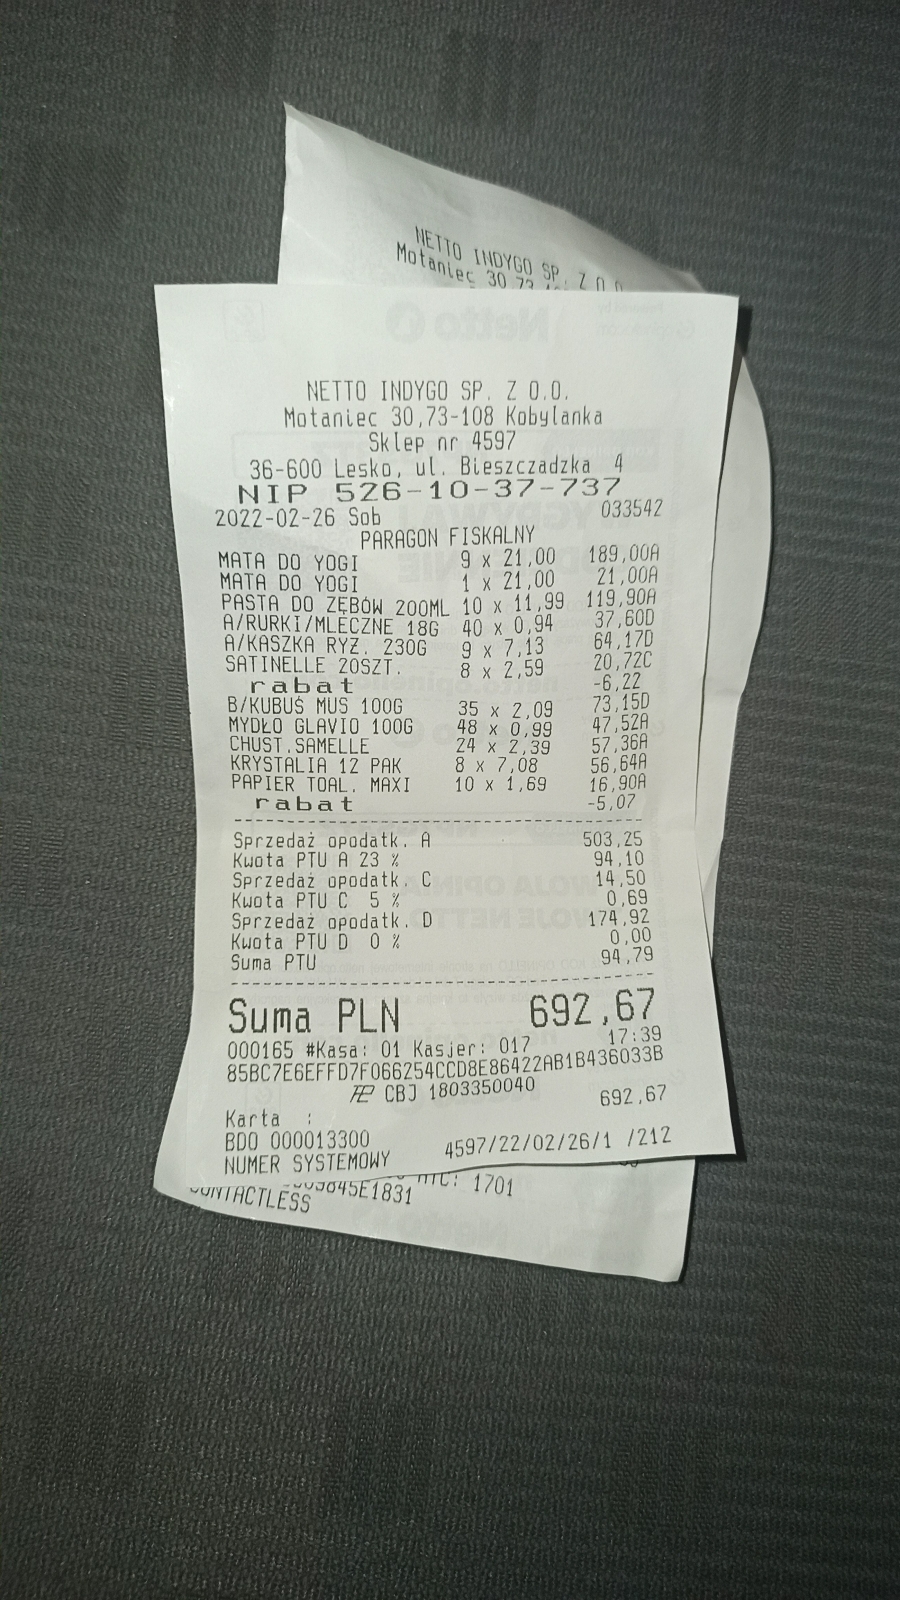 NETTO INDYGO SP. Z O.O.
Motaniec 30,73
NETTO INDYGO SP. Z O.O.
Motaniec 30,73-108 Kobylanka
Sklep nr 4597
36-600 Lesko, ul. Bieszczadzka 4
NIP 526-10-37-737
2022-02-26 Sob 033542
PARAGON FISKALNY
MATA DO YOGI 9 x 21,00 189,00A
MATA DO YOGI 1 x 21,00 21,00A
PASTA DO ZĘBÓW 200ML 10 x 11,99 119,90A
A/RURKI/MLECZNE 18G 40 x 0,94 37,60D
A/KASZKA RYŻ. 230G 9 x 7,13 64,17D
SATINELLE 20SZT. 8 x 2,59 20,72C
rabat -6,22
B/KUBUŚ MUS 100G 35 x 2,09 73,15D
MYDŁO GLAVIO 100G 48 x 0,99 47,52A
CHUST.SAMELLE 24 x 2,39 57,36A
KRYSTALIA 12 PAK 8 x 7,08 56,64A
PAPIER TOAL. MAXI 10 x 1,69 16,90A
rabat -5,07
Sprzedaż opodatk. A 503,25
Kwota PTU A 23 % 94,10
Sprzedaż opodatk. C 14,50
Kwota PTU C 5 % 0,69
Sprzedaż opodatk. D 174,92
Kwota PTU D 0 % 0,00
Suma PTU 94,79
Suma PLN 692,67
000165 #Kasa: 01 Kasjer: 017 17:39
85BC7E6EFFD7F066254CCD8E86422AB1B436033B
CBJ 1803350040
Karta : 692,67
BDO 000013300
NUMER SYSTEMOWY 4597/22/02/26/1 /212
1701
CONTACTLESS